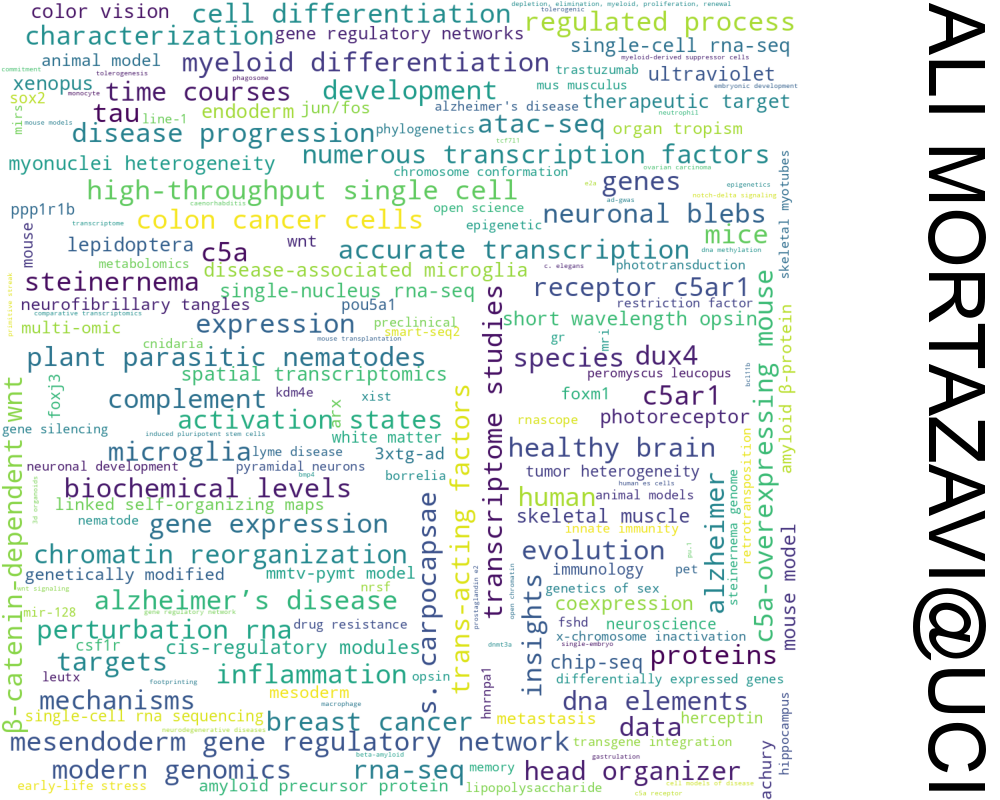 color vision
cell differentiation
depletion, elimination, myeloid, proliferation, renewal
tolerogenic
regulated process
characterization
gene regulatory networks
single-cell rna-seq
animal model
myeloid differentiation
myeloid-derived suppressor cells
commitment
tolerogenesis
phagosome
trastuzumab
ultraviolet
xenopus
monocyte
time courses
development
mus musculus
embryonic development
sox2
mirs
tau
line-1
endoderm
jun/fos
alzheimer's disease
therapeutic target
neutrophil
mouse models
disease progression
phylogenetics
atac-seq
organ tropism
tcf7l1
myonuclei heterogeneity
numerous transcription factors
ovarian carcinoma
chromosome conformation
skeletal myotubes
high-throughput single cell
e2a
genes
epigenetics
notch-delta signaling
caenorhabditis
ad-gwas
ppp1r1b
transcriptome
colon cancer cells
open science
epigenetic
neuronal blebs
mouse
lepidoptera
c5a
wnt
accurate transcription
mice
dna methylation
metabolomics
disease-associated microglia
c. elegans
phototransduction
primitive streak
steinernema
single-nucleus rna-seq
receptor c5ar1
neurofibrillary tangles
pou5a1
restriction factor
comparative transcriptomics
multi-omic
expression
preclinical
smart-seq2
short wavelength opsin
cnidaria
mouse transplantation
gr
mri
plant parasitic nematodes
species
dux4
peromyscus leucopus
bcl11b
spatial transcriptomics
foxj3
complement
kdm4e
xist
foxm1
c5ar1
arx
activation states
rnascope
photoreceptor
gene silencing
induced pluripotent stem cells
white matter
microglia
lyme disease
3xtg-ad
healthy brain
neuronal development
pyramidal neurons
bmp4
borrelia
tumor heterogeneity
human es cells
biochemical levels
human
animal models
3d organoids
linked self-organizing maps
skeletal muscle
nematode
gene expression
innate immunity
chromatin reorganization
evolution
pu.1
genetically modified
mmtv-pymt model
immunology
pet
wnt signaling
nrsf
genetics of sex
β-catenin-dependent wnt
alzheimer’s disease
coexpression
mir-128
gene regulatory network
fshd
neuroscience
perturbation rna
drug resistance
x-chromosome inactivation
csf1r
cis-regulatory modules
dnmt3a
single-embryo
targets
chip-seq
proteins
leutx
footprinting
inflammation
opsin
differentially expressed genes
mechanisms
mesoderm
macrophage
hnrnpa1
dna elements
single-cell rna sequencing
neurodegenerative diseases
breast cancer
metastasis
data
herceptin
mesendoderm gene regulatory network
transgene integration
beta-amyloid
gastrulation
modern genomics
rna-seq
memory
head organizer
early-life stress
amyloid precursor protein
lipopolysaccharide
cell models of disease
c5a receptor
s. carpocapsae
trans-acting factors
prostaglandin e2
transcriptome studies
open chromatin
insights
alzheimer
steinernema genome
retrotransposition
c5a-overexpressing mouse
amyloid β-protein
mouse model
achury
hippocampus
ALI MORTAZAVI@UCI